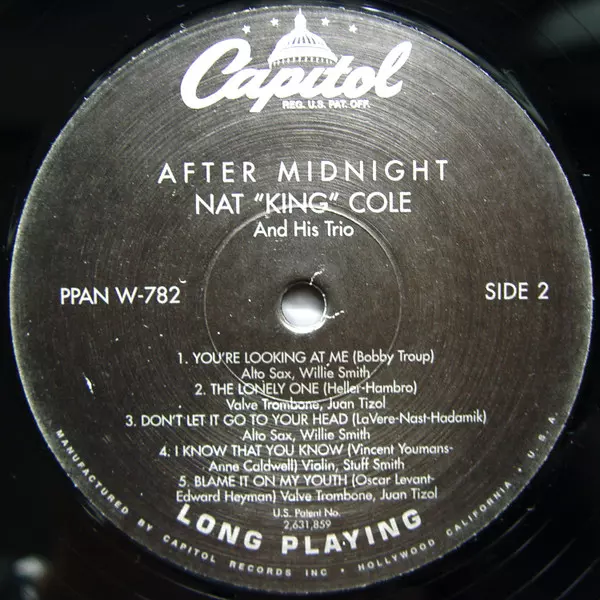 Capitol
REG. U.S. PAT. OFF.
AFTER MIDNIGHT
NAT "KING" COLE
And His Trio
PPAN W-782
SIDE 2
1. YOU'RE LOOKING AT ME (Bobby Troup)
Alto Sax, Willie Smith
2. THE LONELY ONE (Heller-Hambro)
Valve Trombone, Juan Tizol
3. DON'T LET IT GO TO YOUR HEAD (LaVere-Nast-Hadamik)
Alto Sax, Willie Smith
4. I KNOW THAT YOU KNOW (Vincent Youmans-
Anne Caldwell) Violin, Stuff Smith
5. BLAME IT ON MY YOUTH (Oscar Levant-
Edward Heyman) Valve Trombone, Juan Tizol
U.S. Patent No.
2,631,859
LONG PLAYING
MANUFACTURED BY CAPITOL RECORDS INC • HOLLYWOOD CALIFORNIA • U.S.A.